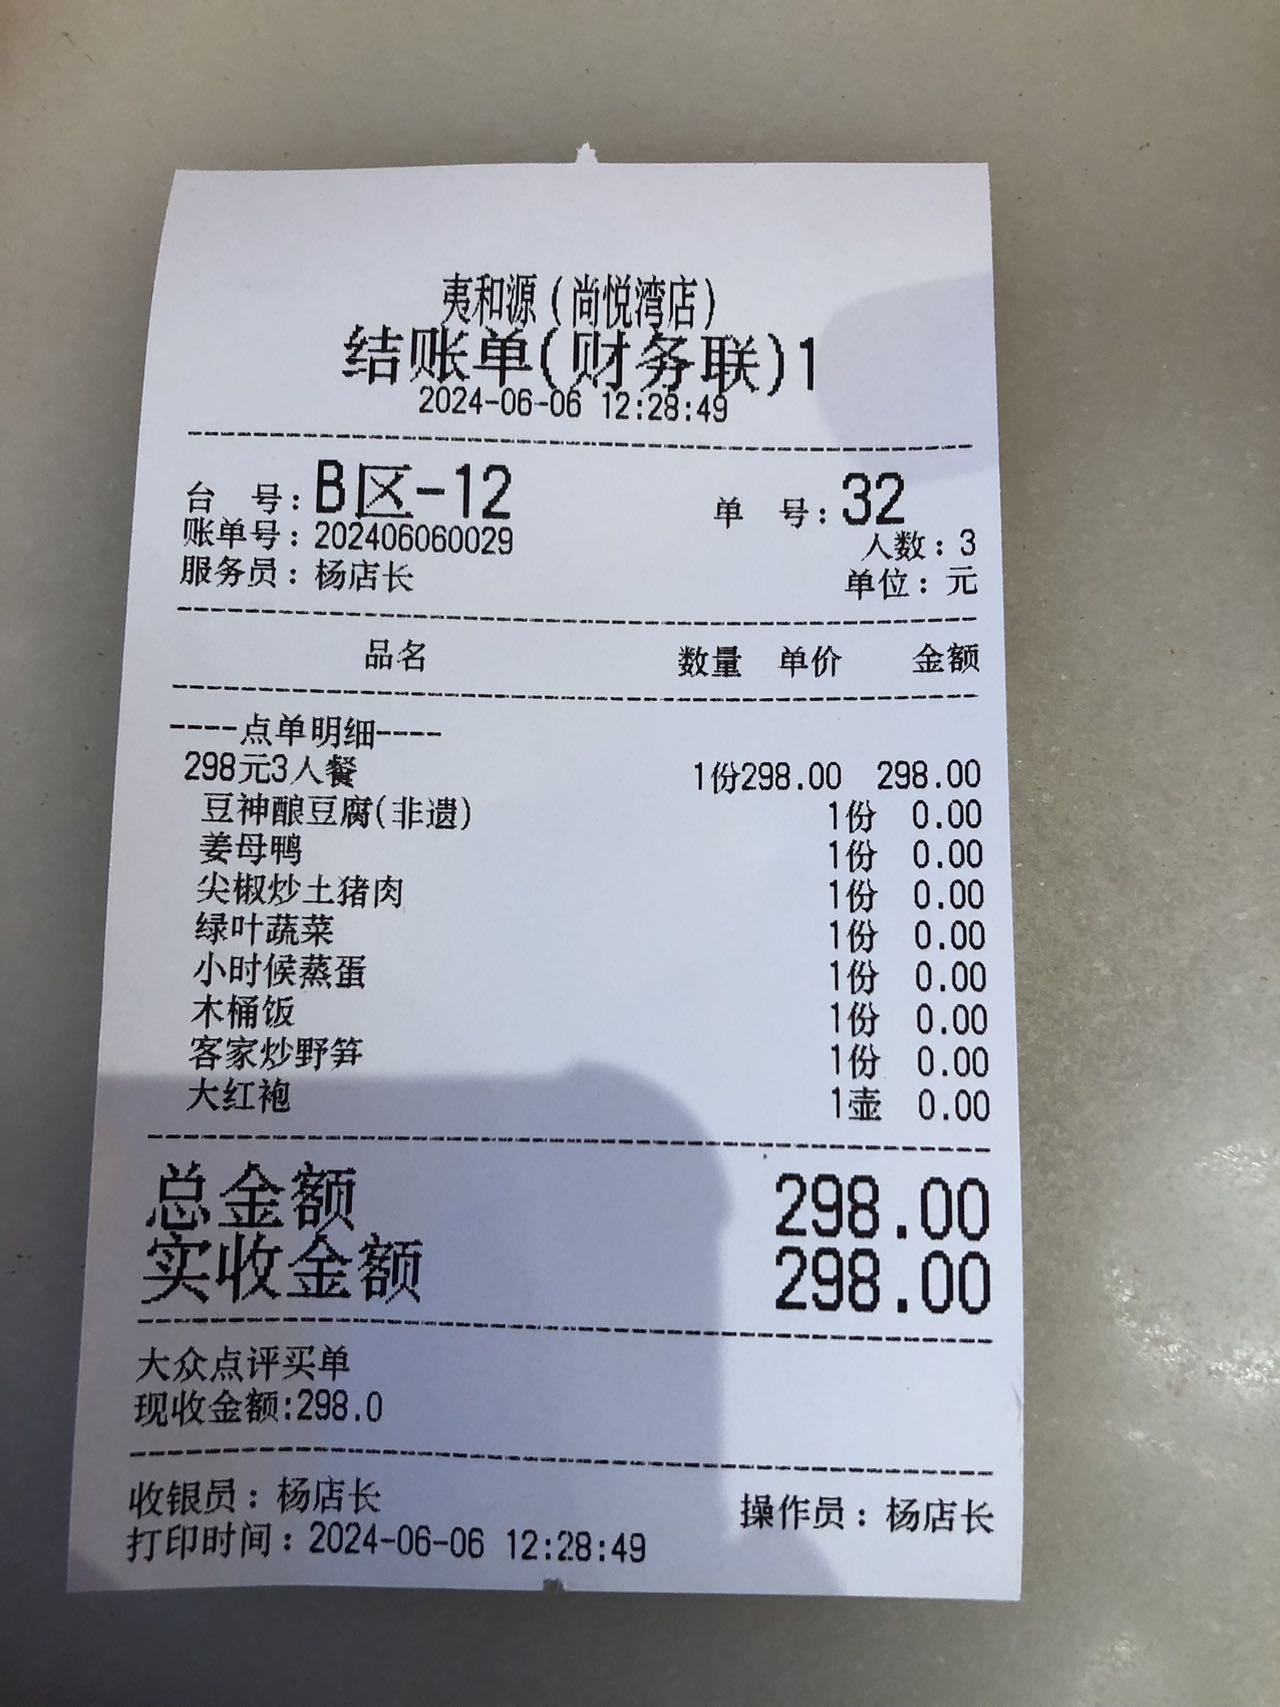 夷和源(尚悦湾店)
结账单(财务联)1
2024-06-06 12:28:49
台 号:B区-12 单 号:32
账单号:202406060029 人数:3
服务员:杨店长 单位:元
品名 数量 单价 金额
----点单明细----
298元3人餐 1份298.00 298.00
豆神酿豆腐(非遗) 1份 0.00
姜母鸭 1份 0.00
尖椒炒土猪肉 1份 0.00
绿叶蔬菜 1份 0.00
小时候蒸蛋 1份 0.00
木桶饭 1份 0.00
客家炒野笋 1份 0.00
大红袍 1壶 0.00
总金额 298.00
实收金额 298.00
大众点评买单
现收金额:298.0
收银员:杨店长 操作员:杨店长
打印时间:2024-06-06 12:28:49